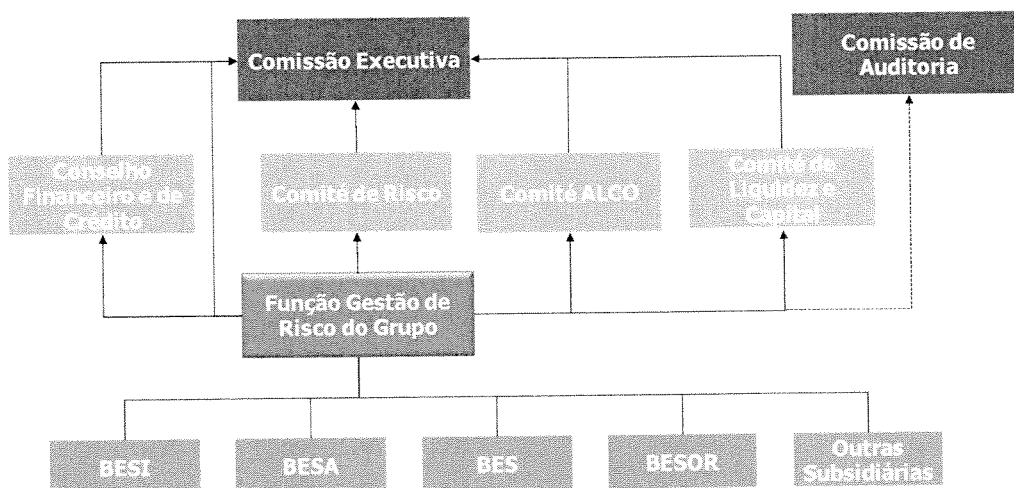 Comissão Executiva
Comissão de
Auditoria
Conselho
Financeiro e de
Crédito
Comité de Risco
Comité ALCO
Comité de
Liquidez e
Capital
Função Gestão de
Risco do Grupo
BESI
BESA
BES
BESOR
Outras
Subsidiárias